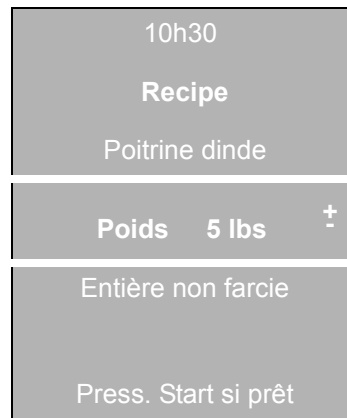 10h30
Recipe
Poitrine dinde
Poids 5 lbs +
-
Entière non farcie
Press. Start si prêt